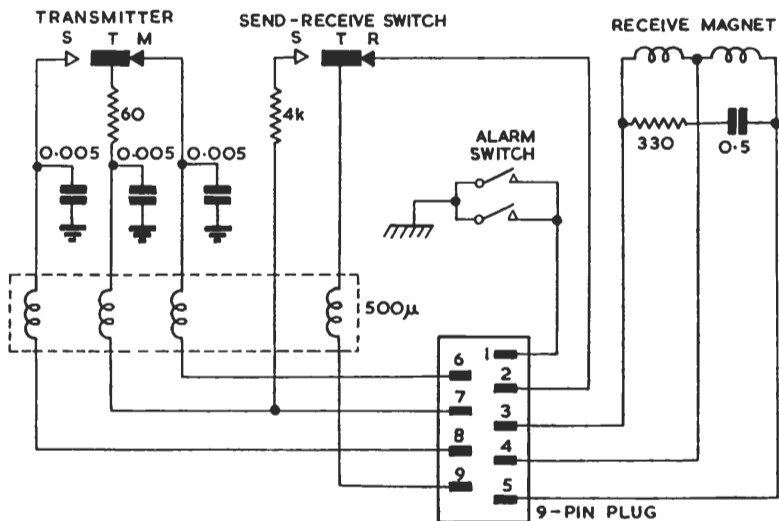 TRANSMITTER
S T M
SEND-RECEIVE SWITCH
S T R
RECEIVE MAGNET
60
4k
330
0·5
0·005
0·005
0·005
ALARM
SWITCH
500µ
1
6
2
7
3
8
4
9
5
9-PIN PLUG